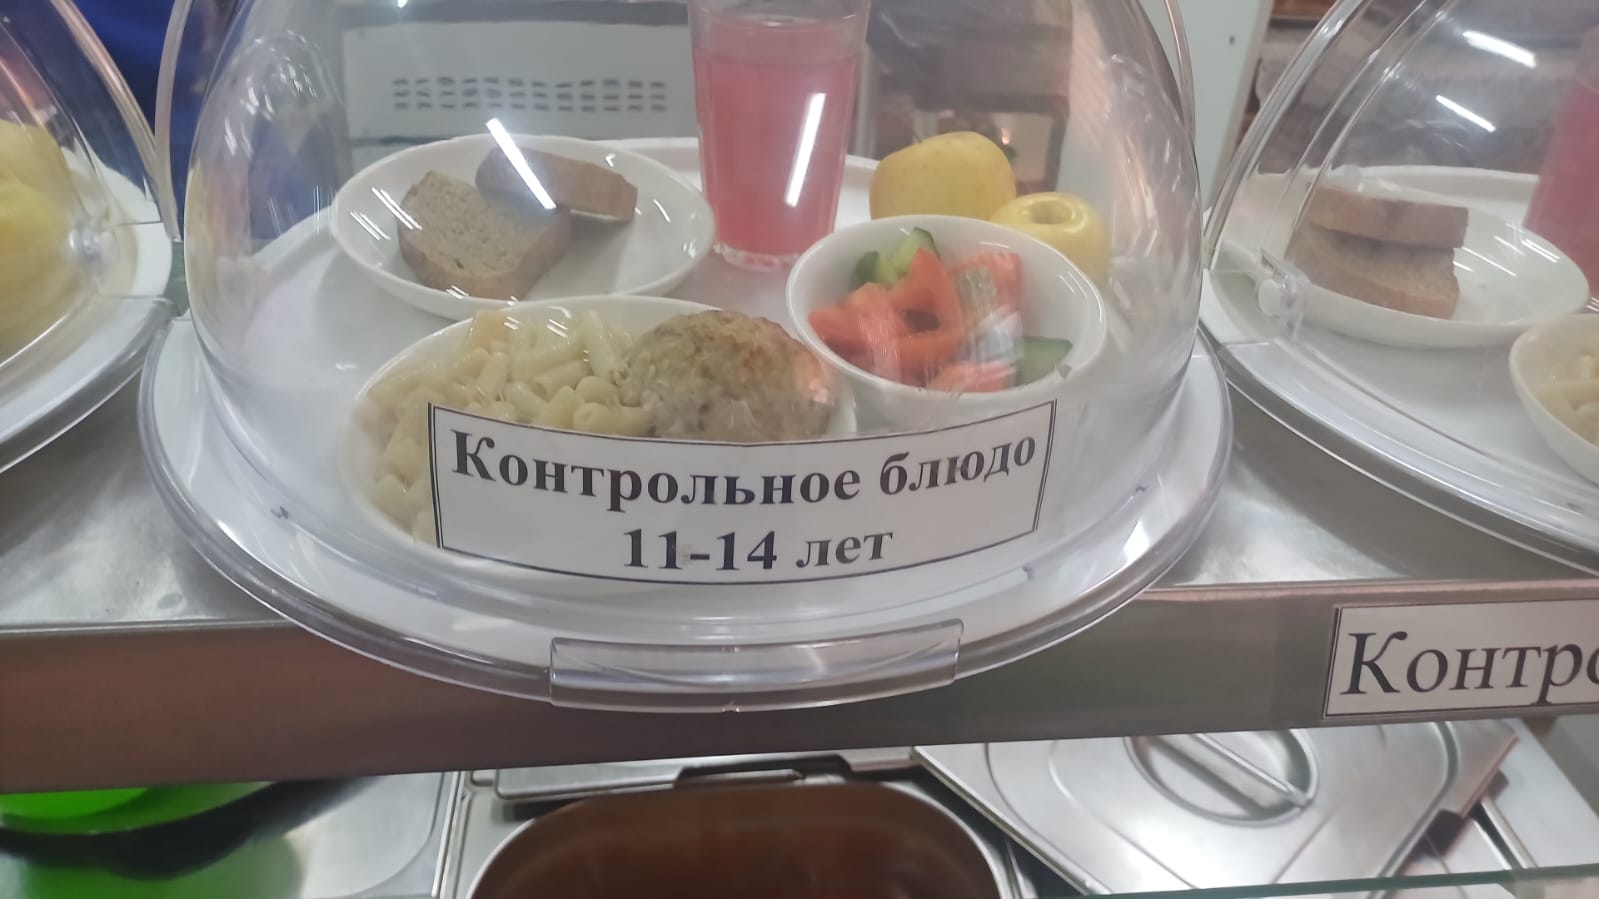 Контрольное блюдо
11-14 лет
Контро